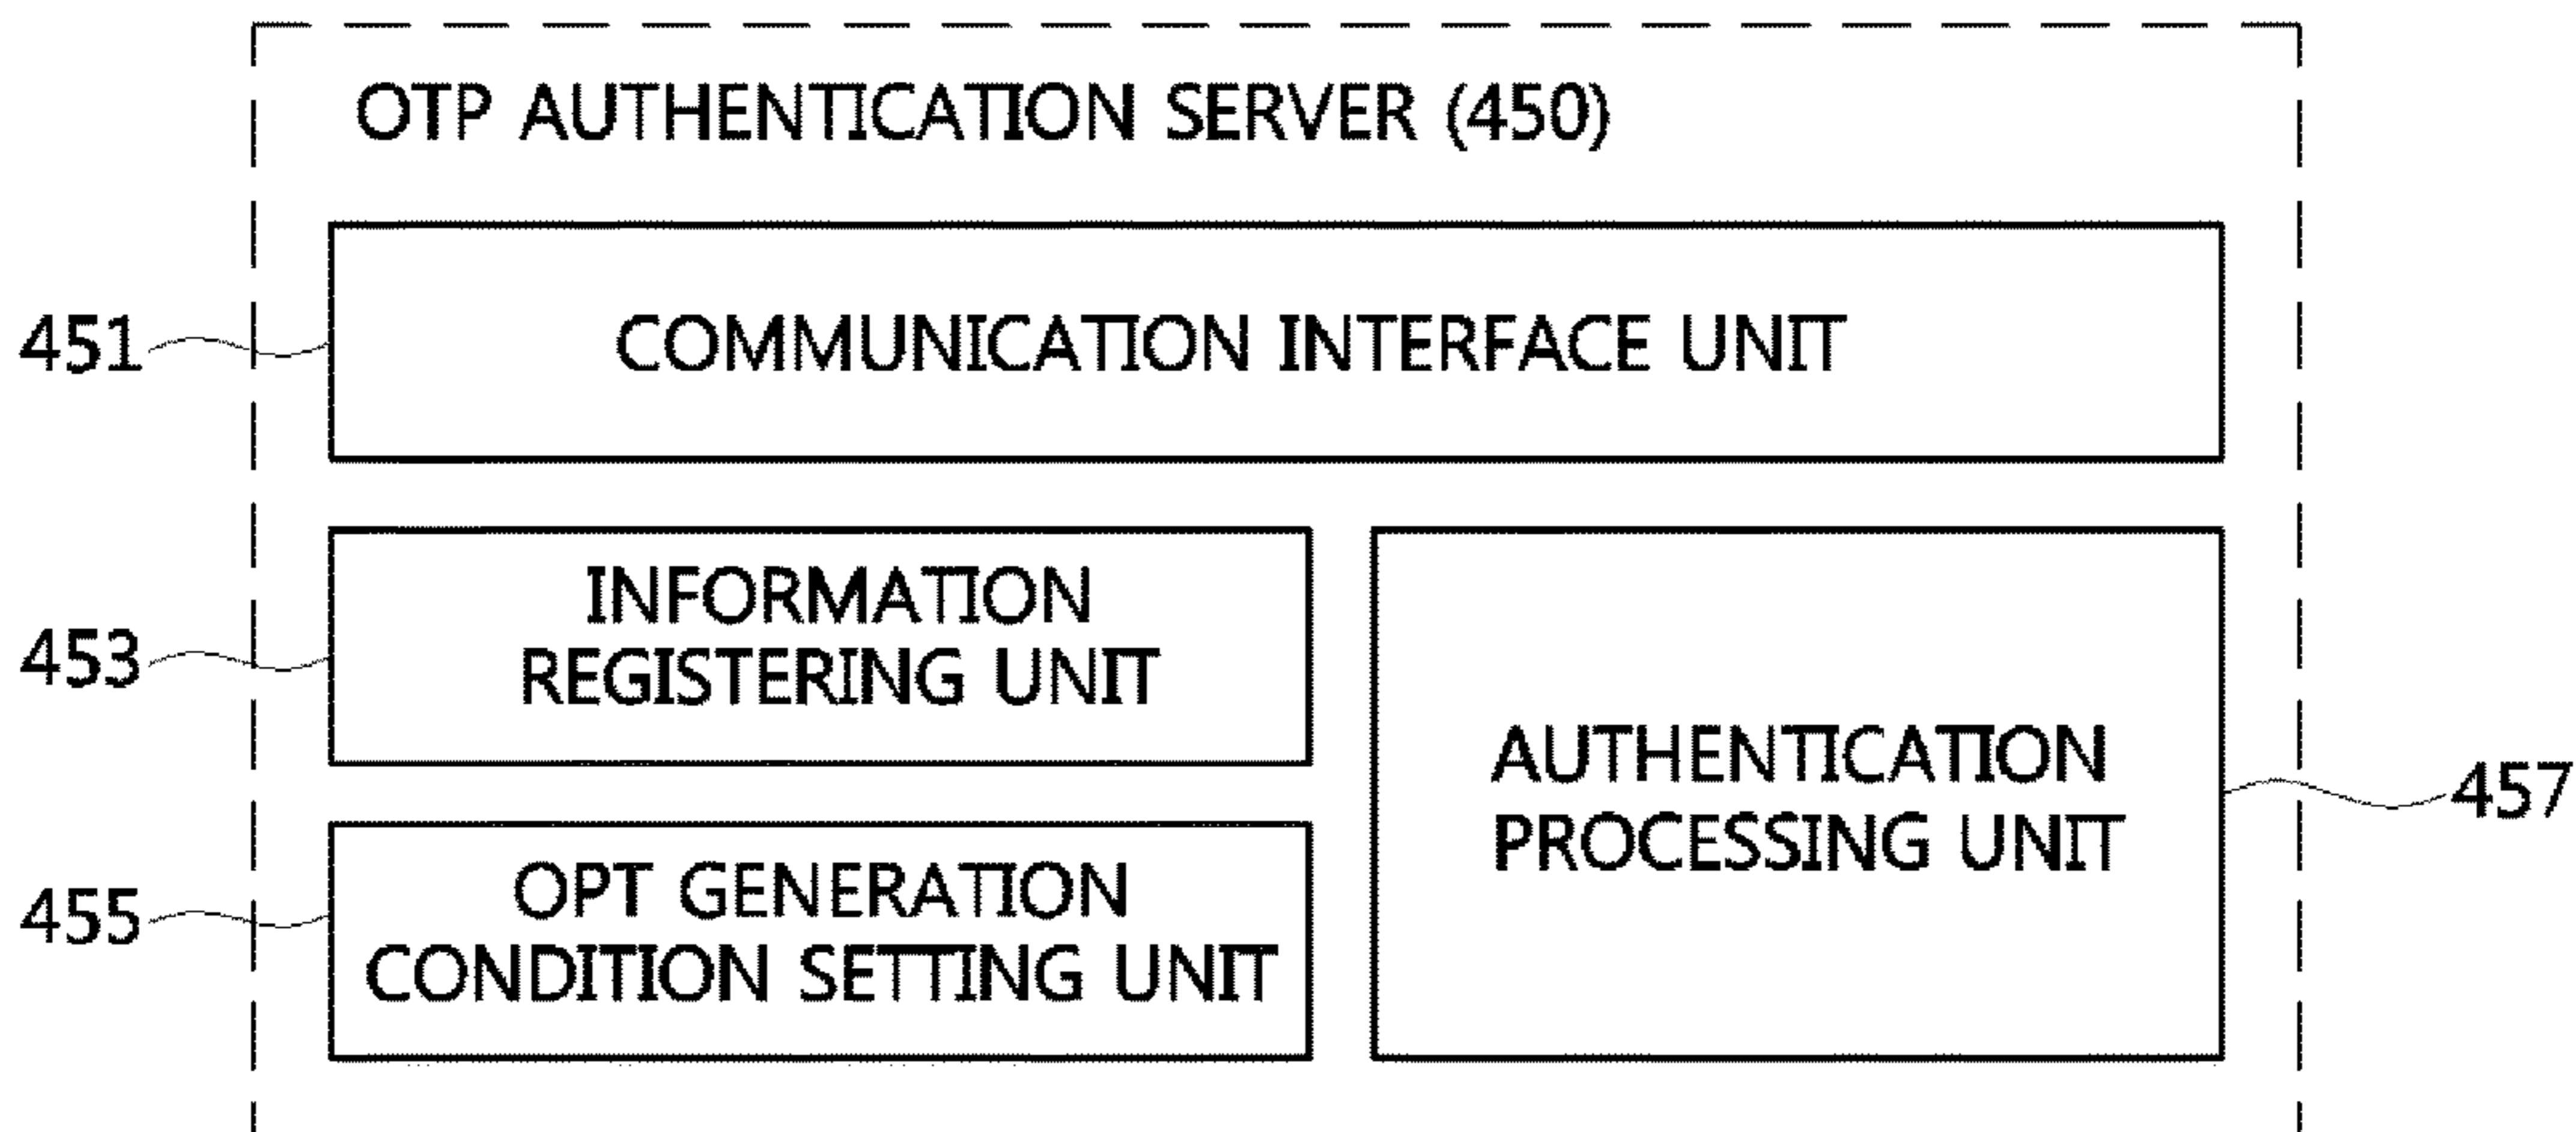 OTP AUTHENTICATION SERVER (450)
451
COMMUNICATION INTERFACE UNIT
453
INFORMATION
REGISTERING UNIT
455
OPT GENERATION
CONDITION SETTING UNIT
AUTHENTICATION
PROCESSING UNIT
457